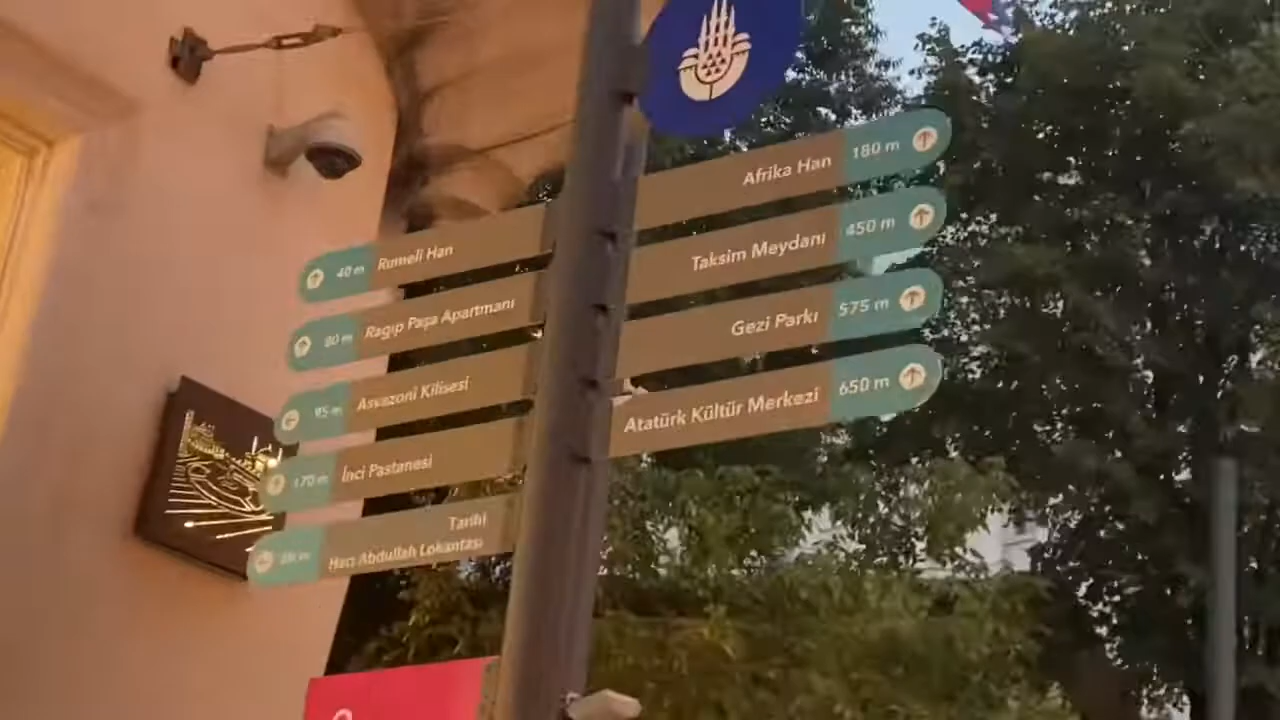 Afrika Han 180 m
Taksim Meydanı 450 m
Gezi Parkı 575 m
Atatürk Kültür Merkezi 650 m
40 m Rumeli Han
80 m Ragıp Paşa Apartmanı
95 m Asvazoni Kilisesi
170 m İnci Pastanesi
Tarihi
Hacı Abdullah Lokantası